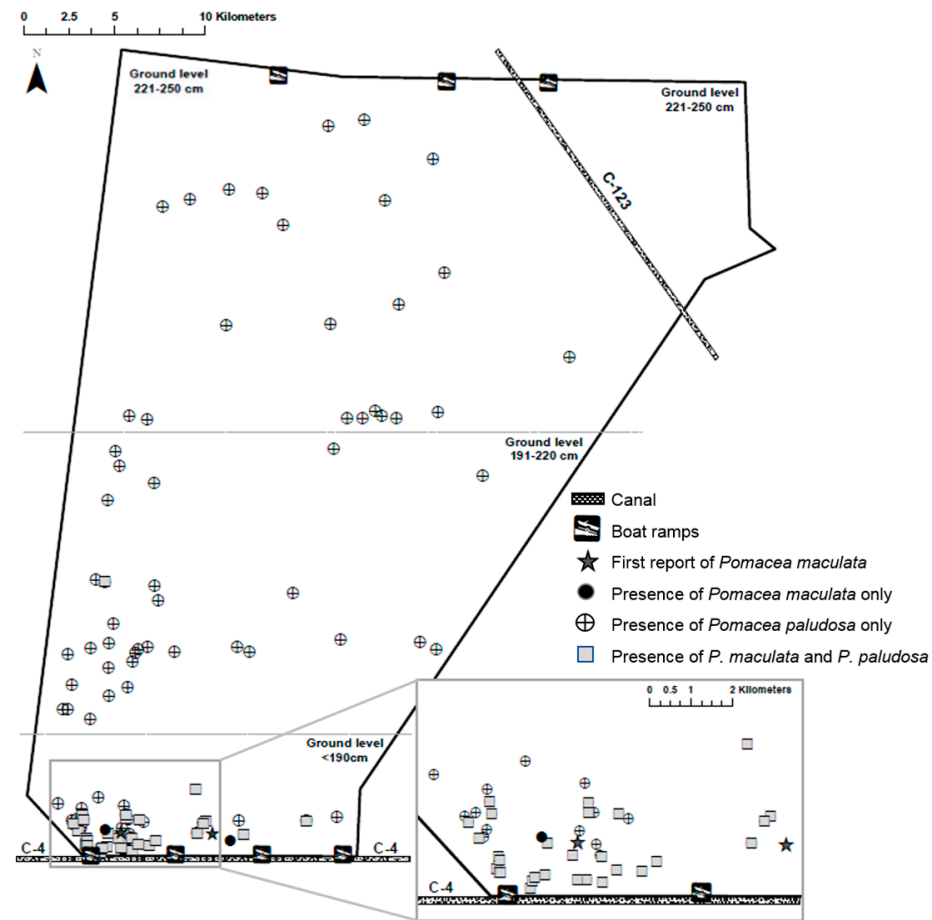 0 2.5 5 10 Kilometers
N
Ground level
221-250 cm
Ground level
221-250 cm
C-123
Ground level
191-220 cm
Canal
Boat ramps
First report of Pomacea maculata
Presence of Pomacea maculata only
Presence of Pomacea paludosa only
Presence of P. maculata and P. paludosa
0 0.5 1 2 Kilometers
Ground level
<190cm
C-4
C-4
C-4